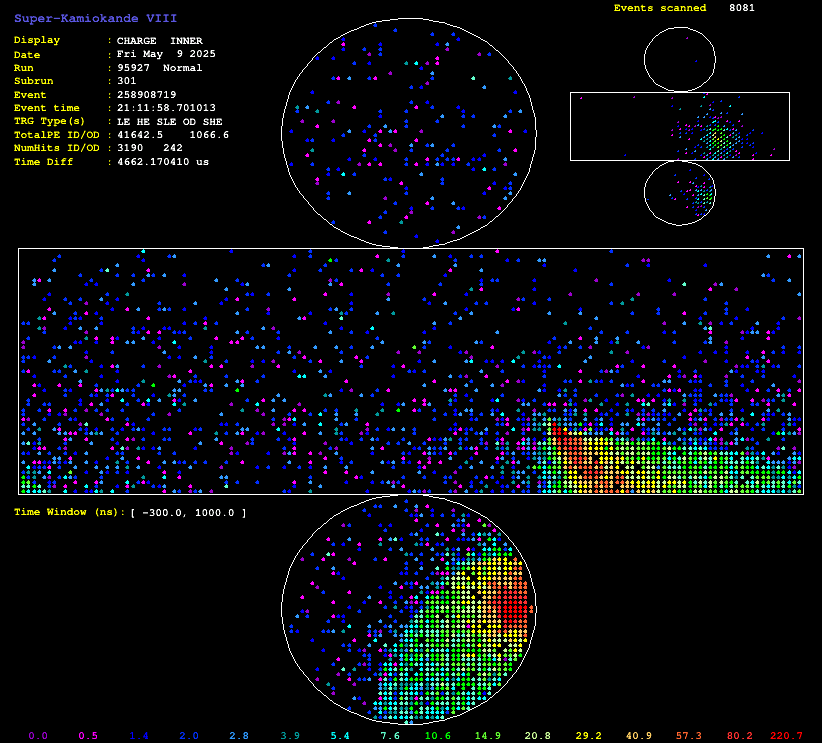 Super-Kamiokande VIII
Events scanned 8081
Display : CHARGE INNER
Date : Fri May 9 2025
Run : 95927 Normal
Subrun : 301
Event : 258908719
Event time : 21:11:58.701013
TRG Type(s) : LE HE SLE OD SHE
TotalPE ID/OD : 41642.5 1066.6
NumHits ID/OD : 3190 242
Time Diff : 4662.170410 us
Time Window (ns): [ -300.0, 1000.0 ]
0.0 0.5 1.4 2.0 2.8 3.9 5.4 7.6 10.6 14.9 20.8 29.2 40.9 57.3 80.2 220.7